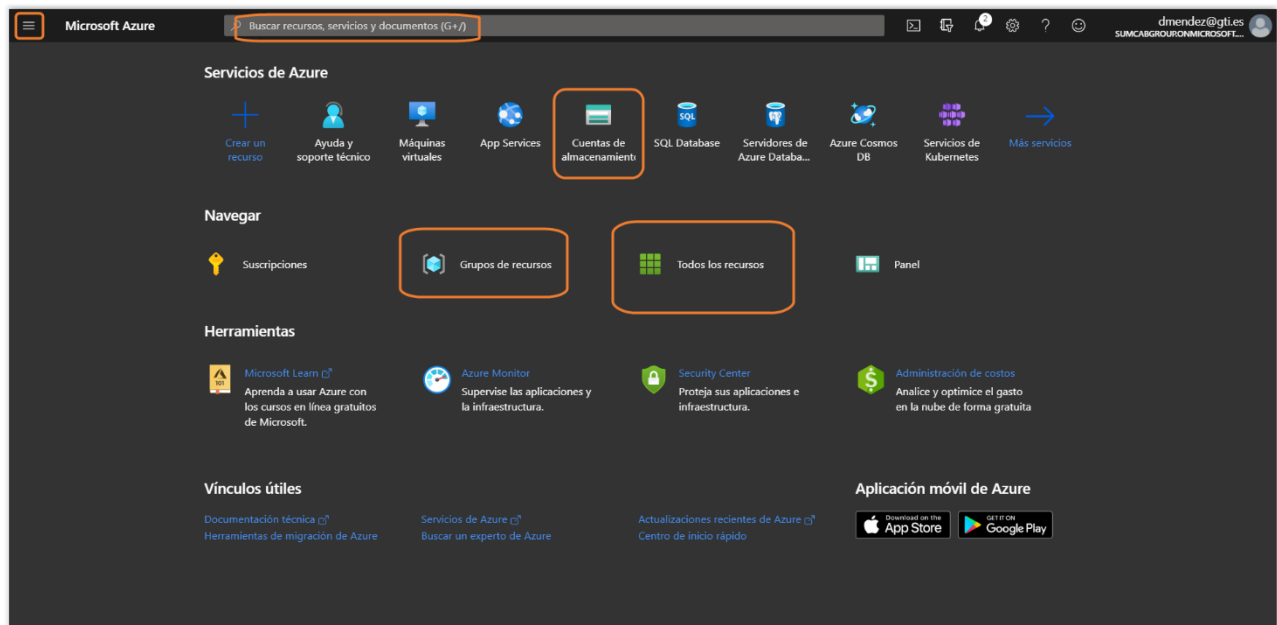 Microsoft Azure
Buscar recursos, servicios y documentos (G+/)
2
dmendez@gti.es
SUMCABGROUP.ONMICROSOFT....
Servicios de Azure
Crear un
recurso
Ayuda y
soporte técnico
Máquinas
virtuales
App Services
Cuentas de
almacenamiento
SQL
SQL Database
Servidores de
Azure Databa...
Azure Cosmos
DB
Servicios de
Kubernetes
Más servicios
Navegar
Suscripciones
Grupos de recursos
Todos los recursos
Panel
Herramientas
101
Microsoft Learn
Aprenda a usar Azure con
los cursos en línea gratuitos
de Microsoft.
Azure Monitor
Supervise las aplicaciones y
la infraestructura.
Security Center
Proteja sus aplicaciones e
infraestructura.
Administración de costos
Analice y optimice el gasto
en la nube de forma gratuita
Vínculos útiles
Documentación técnica
Herramientas de migración de Azure
Servicios de Azure
Buscar un experto de Azure
Actualizaciones recientes de Azure
Centro de inicio rápido
Aplicación móvil de Azure
Download on the
App Store
GET IT ON
Google Play